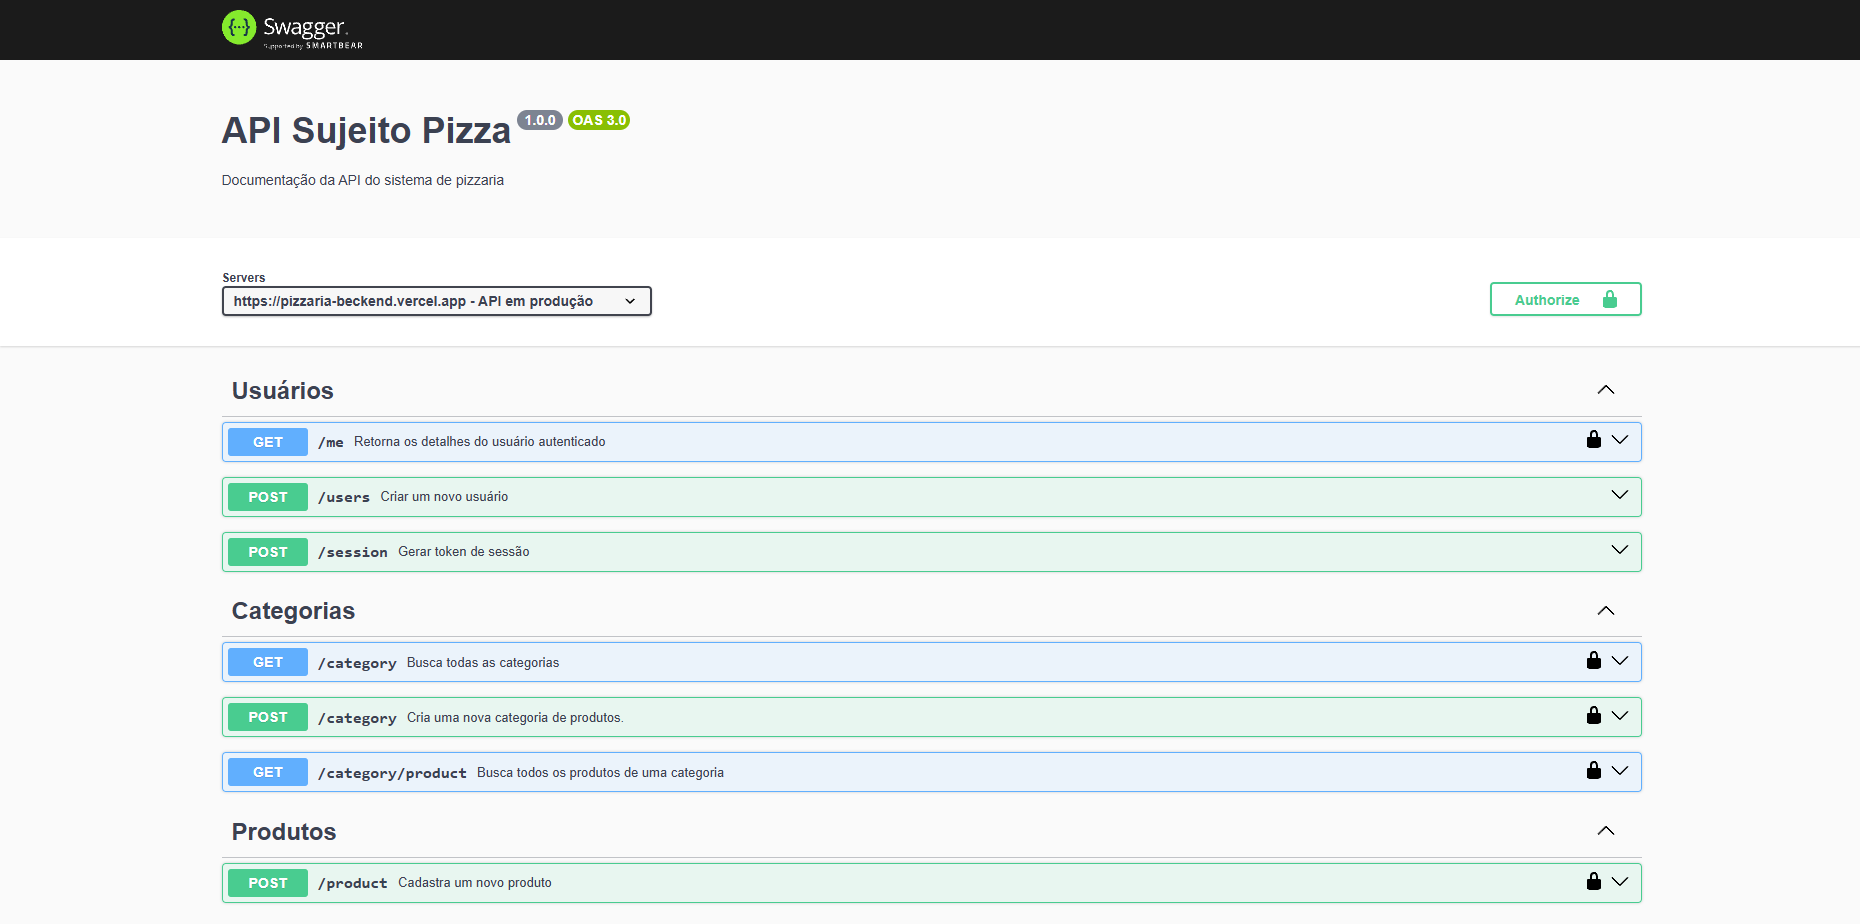 Swagger.
Supported by SMARTBEAR
API Sujeito Pizza 1.0.0 OAS 3.0
Documentação da API do sistema de pizzaria
Servers
https://pizzaria-beckend.vercel.app - API em produção
Authorize
Usuários
GET /me Retorna os detalhes do usuário autenticado
POST /users Criar um novo usuário
POST /session Gerar token de sessão
Categorias
GET /category Busca todas as categorias
POST /category Cria uma nova categoria de produtos.
GET /category/product Busca todos os produtos de uma categoria
Produtos
POST /product Cadastra um novo produto